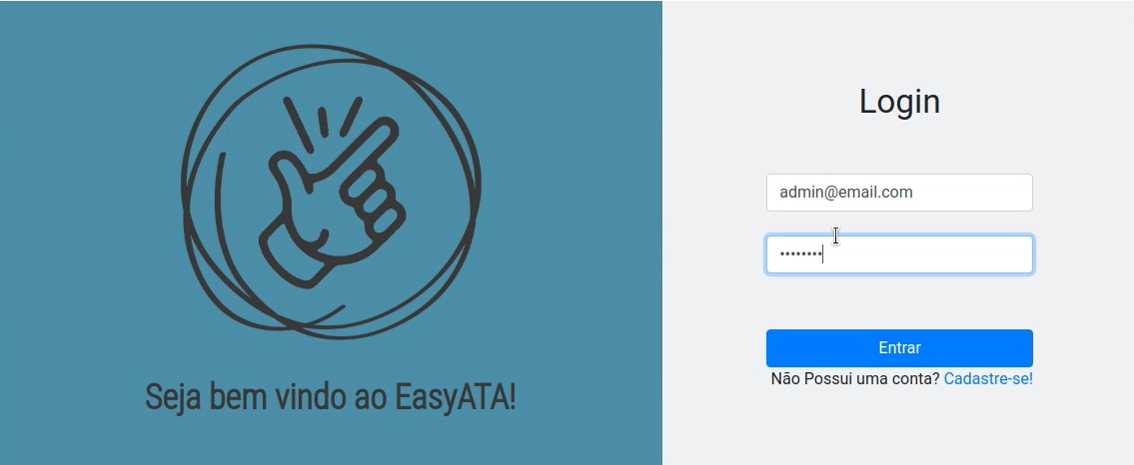 Login
admin@email.com
••••••••
Entrar
Não Possui uma conta? Cadastre-se!
Seja bem vindo ao EasyATA!